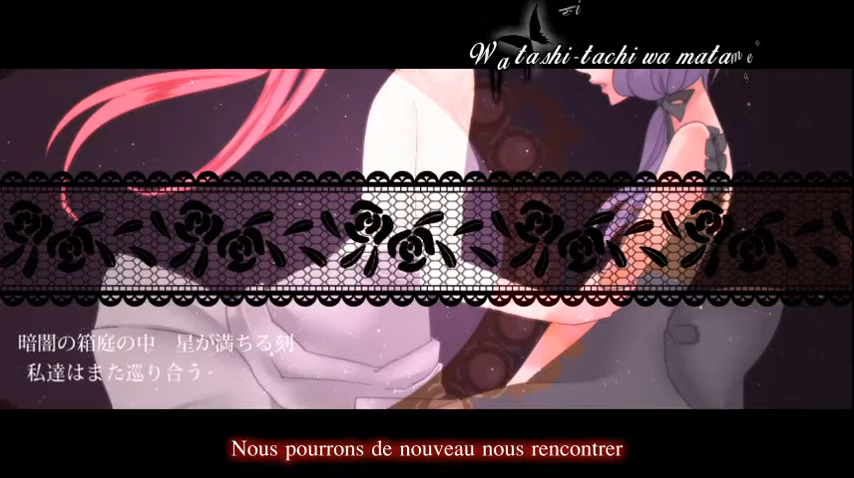 Watashi-tachi wa mata me
暗闇の箱庭の中 星が満ちる刻
私達はまた巡り合う
Nous pourrons de nouveau nous rencontrer